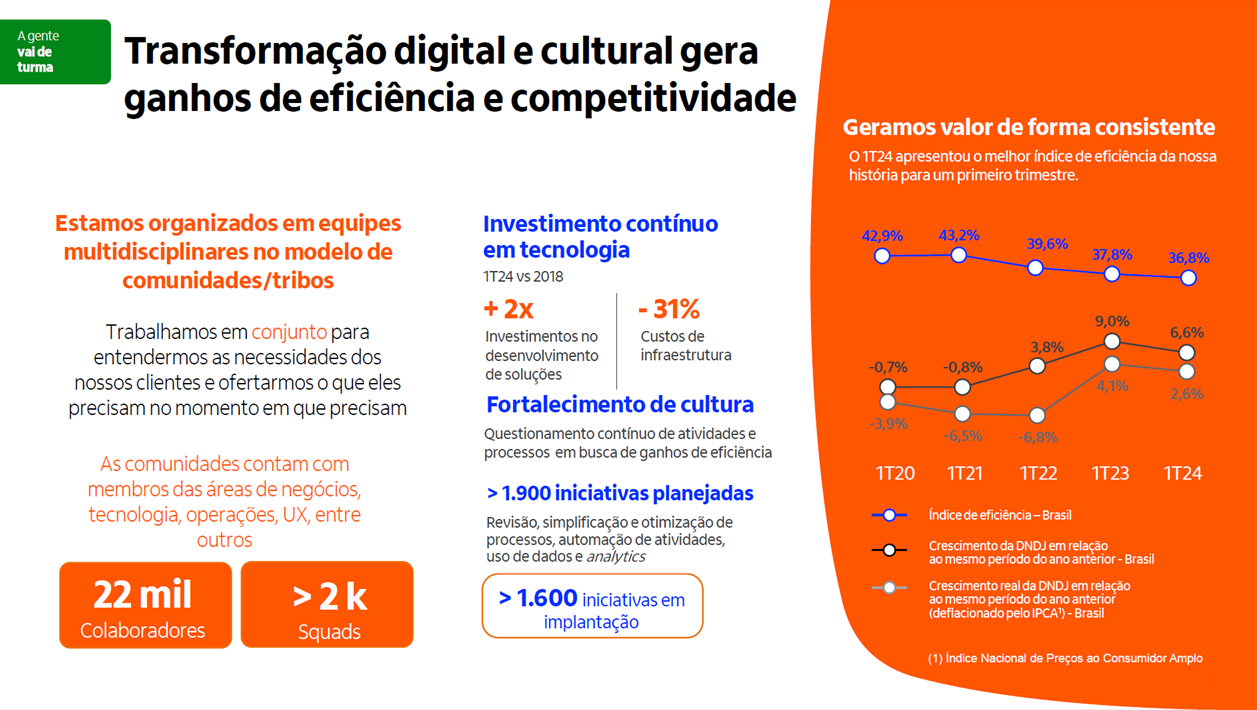 A gente
vai de
turma
Transformação digital e cultural gera
ganhos de eficiência e competitividade
Estamos organizados em equipes
multidisciplinares no modelo de
comunidades/tribos
Trabalhamos em conjunto para
entendermos as necessidades dos
nossos clientes e ofertarmos o que eles
precisam no momento em que precisam
As comunidades contam com
membros das áreas de negócios,
tecnologia, operações, UX, entre
outros
22 mil
Colaboradores
> 2 k
Squads
Investimento contínuo
em tecnologia
1T24 vs 2018
+ 2x
Investimentos no
desenvolvimento
de soluções
- 31%
Custos de
infraestrutura
Fortalecimento de cultura
Questionamento contínuo de atividades e
processos em busca de ganhos de eficiência
> 1.900 iniciativas planejadas
Revisão, simplificação e otimização de
processos, automação de atividades,
uso de dados e analytics
> 1.600 iniciativas em
implantação
Geramos valor de forma consistente
O 1T24 apresentou o melhor índice de eficiência da nossa
história para um primeiro trimestre.
42,9% 43,2% 39,6% 37,8% 36,8%
-0,7% -0,8% 3,8% 9,0% 6,6%
-3,9% -6,5% -6,8% 4,1% 2,6%
1T20 1T21 1T22 1T23 1T24
Índice de eficiência – Brasil
Crescimento da DNDJ em relação
ao mesmo período do ano anterior - Brasil
Crescimento real da DNDJ em relação
ao mesmo período do ano anterior
(deflacionado pelo IPCA¹) - Brasil
(1) Índice Nacional de Preços ao Consumidor Amplo